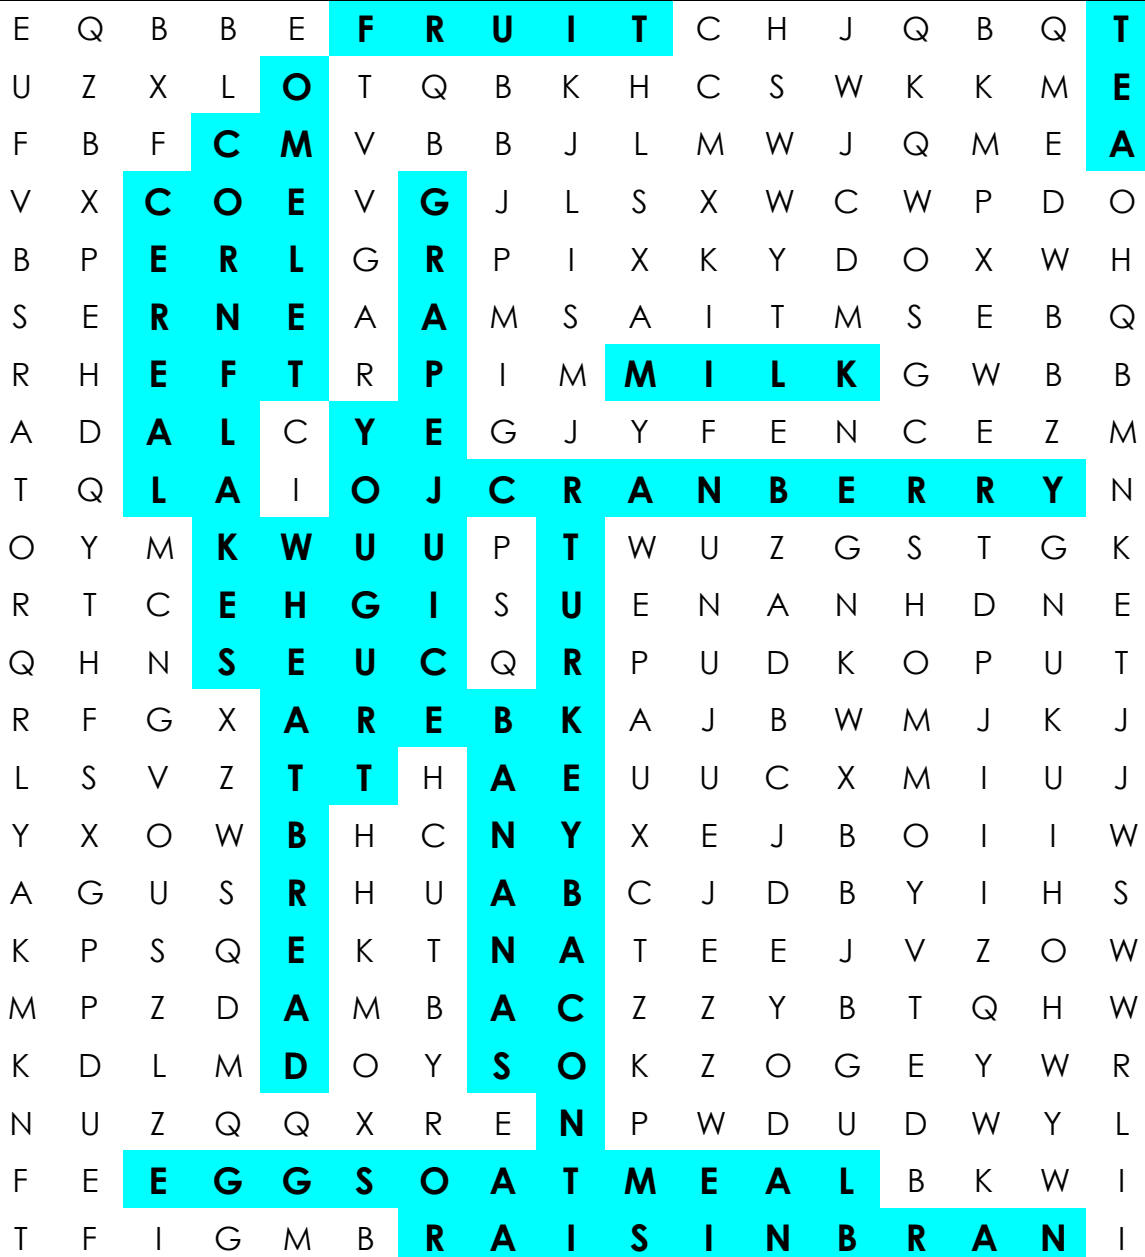 E Q B B E F R U I T C H J Q B Q T
U Z X L O T Q B K H C S W K K M E
F B F C M V B B J L M W J Q M E A
V X C O E V G J L S X W C W P D O
B P E R L G R P I X K Y D O X W H
S E R N E A A M S A I T M S E B Q
R H E F T R P I M M I L K G W B B
A D A L C Y E G J Y F E N C E Z M
T Q L A I O J C R A N B E R R Y N
O Y M K W U U P T W U Z G S T G K
R T C E H G I S U E N A N H D N E
Q H N S E U C Q R P U D K O P U T
R F G X A R E B K A J B W M J K J
L S V Z T T H A E U U C X M I U J
Y X O W B H C N Y X E J B O I I W
A G U S R H U A B C J D B Y I H S
K P S Q E K T N A T E E J V Z O W
M P Z D A M B A C Z Z Y B T Q H W
K D L M D O Y S O K Z O G E Y W R
N U Z Q Q X R E N P W D U D W Y L
F E E G G S O A T M E A L B K W I
T F I G M B R A I S I N B R A N I